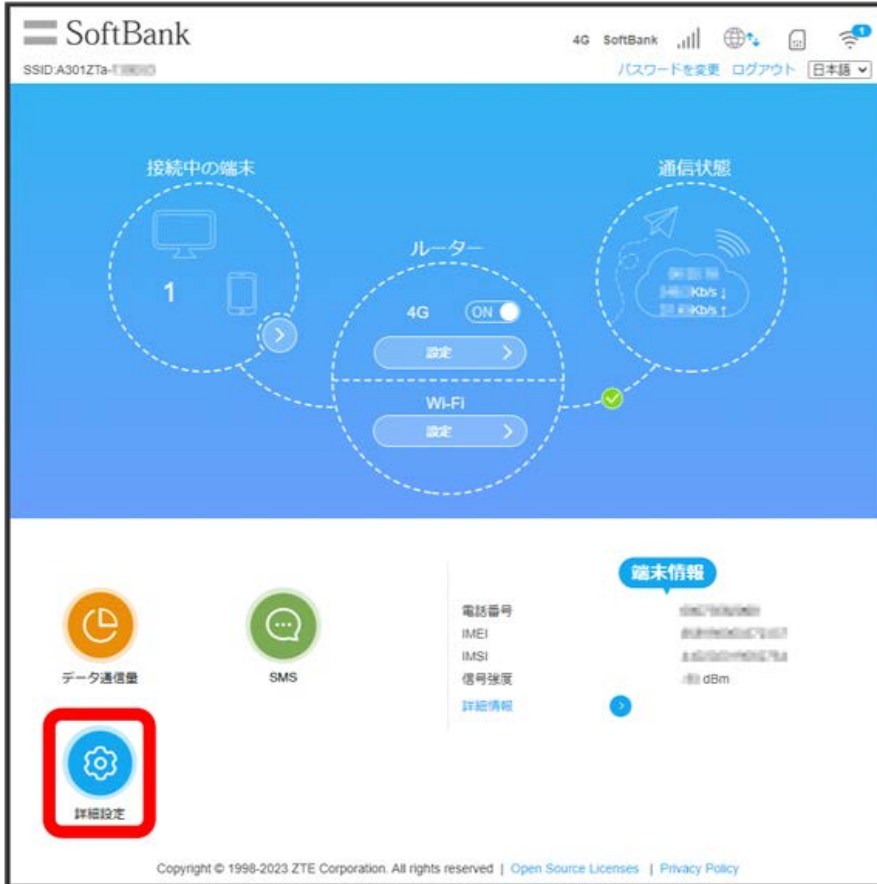 SoftBank
4G SoftBank
1
SSID:A301ZTa-
パスワードを変更 ログアウト 日本語
接続中の端末
通信状態
ルーター
1
4G ON
Kb/s ↓
Kb/s ↑
設定
Wi-Fi
設定
端末情報
電話番号
IMEI
IMSI
データ通信量
SMS
信号強度 dBm
詳細情報
詳細設定
Copyright © 1998-2023 ZTE Corporation. All rights reserved | Open Source Licenses | Privacy Policy